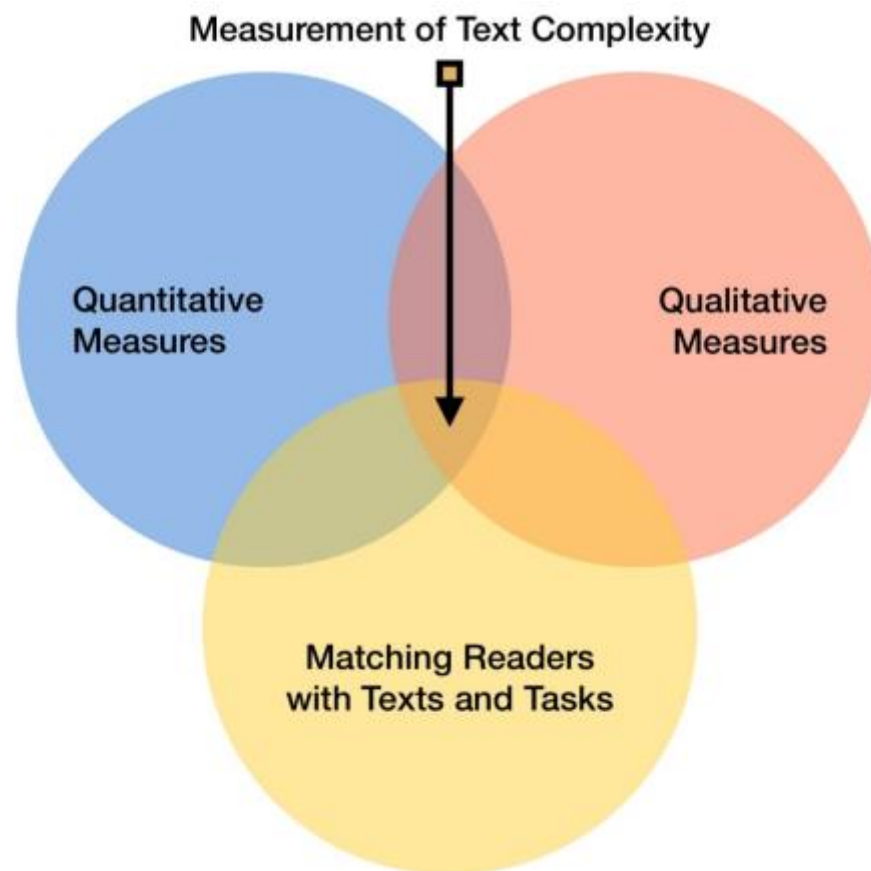 Measurement of Text Complexity
Quantitative
Measures
Qualitative
Measures
Matching Readers
with Texts and Tasks